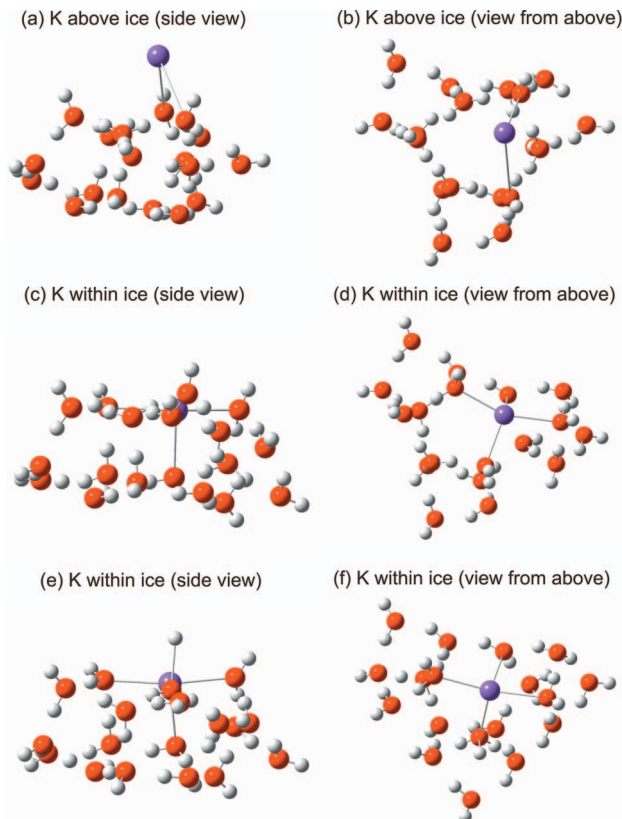 (a) K above ice (side view)
(b) K above ice (view from above)
(c) K within ice (side view)
(d) K within ice (view from above)
(e) K within ice (side view)
(f) K within ice (view from above)